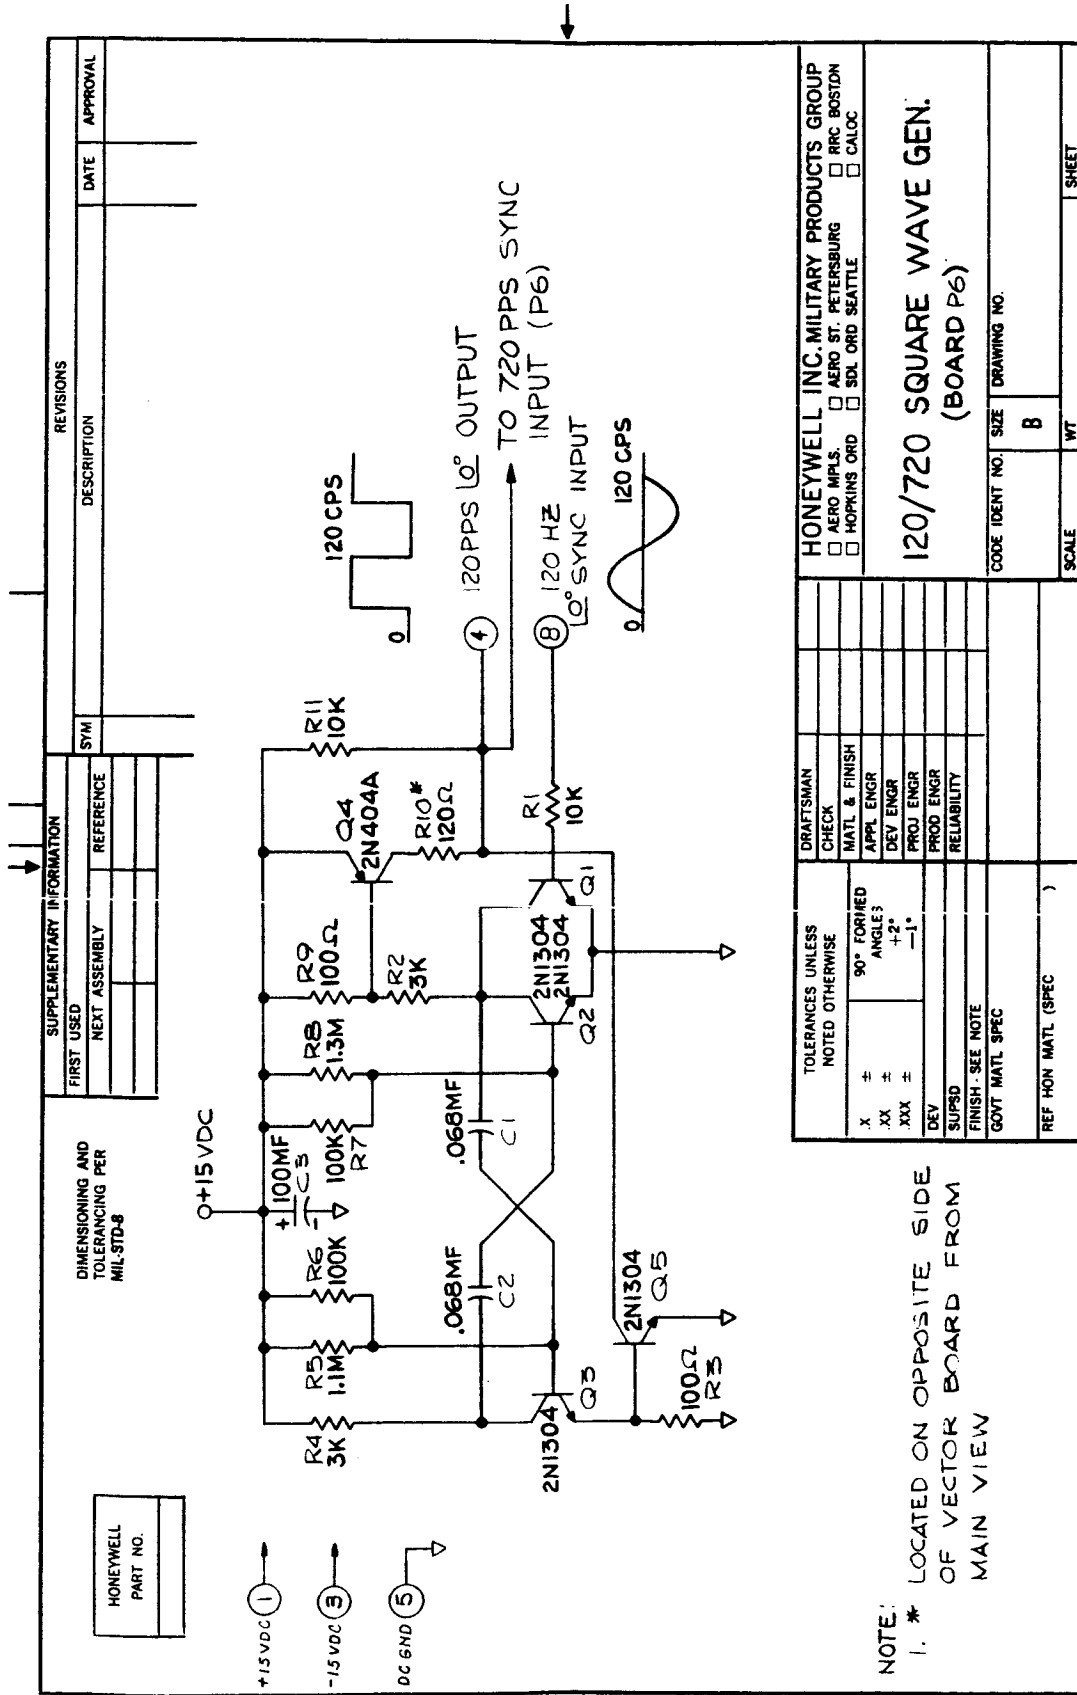 HONEYWELL
PART NO.
DIMENSIONING AND
TOLERANCING PER
MIL-STD-8
SUPPLEMENTARY INFORMATION
FIRST USED
NEXT ASSEMBLY
REFERENCE
REVISIONS
SYM
DESCRIPTION
DATE
APPROVAL
+15VDC 1
-15VDC 3
DC GND 5
+15VDC
R4
3K
R5
1.1M
R6
100K
+ 100MF
- C3
100K
R7
R8
1.3M
R9
100Ω
R2
3K
Q4
2N404A
R10*
120Ω
R11
10K
.068MF
C2
.068MF
C1
2N1304
Q3
2N1304
Q5
100Ω
R3
2N1304
2N1304
Q2
Q1
R1
10K
0
120 CPS
4 120PPS L0° OUTPUT
TO 720 PPS SYNC
INPUT (P6)
8 120 HZ
L0° SYNC INPUT
0
120 CPS
NOTE:
1. * LOCATED ON OPPOSITE SIDE
OF VECTOR BOARD FROM
MAIN VIEW
TOLERANCES UNLESS
NOTED OTHERWISE
X ±
XX ±
XXX ±
90° FORMED
ANGLES
+2°
-1°
DEV
SUPSD
FINISH - SEE NOTE
GOVT MATL SPEC
REF HON MATL (SPEC )
DRAFTSMAN
CHECK
MATL & FINISH
APPL ENGR
DEV ENGR
PROJ ENGR
PROD ENGR
RELIABILITY
HONEYWELL INC. MILITARY PRODUCTS GROUP
□ AERO MPLS. □ AERO ST. PETERSBURG □ RRC BOSTON
□ HOPKINS ORD □ SDL ORD SEATTLE □ CALOC
120/720 SQUARE WAVE GEN.
(BOARD P6)
CODE IDENT NO.
SIZE
B
DRAWING NO.
SCALE
WT
SHEET